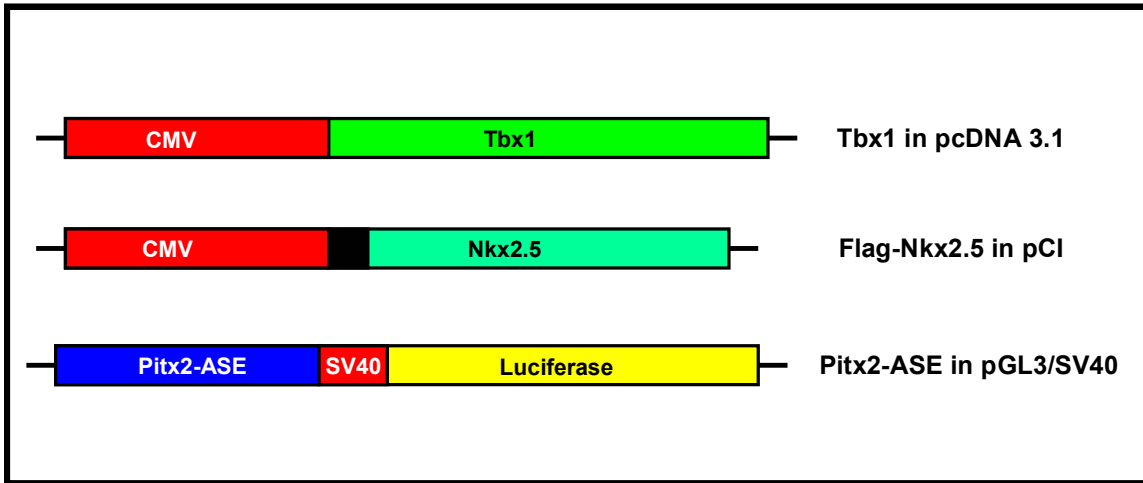 CMV Tbx1 Tbx1 in pcDNA 3.1
CMV Nkx2.5 Flag-Nkx2.5 in pCI
Pitx2-ASE SV40 Luciferase Pitx2-ASE in pGL3/SV40